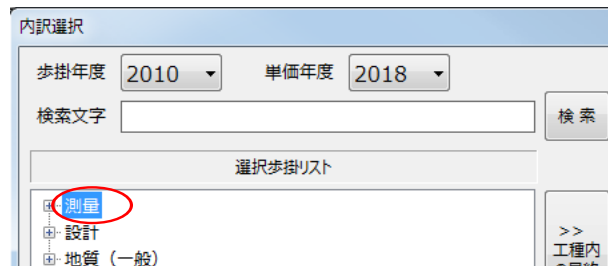 内訳選択
歩掛年度 2010 単価年度 2018
検索文字 検索
選択歩掛リスト
測量
設計
地質（一般）
>>
工種内